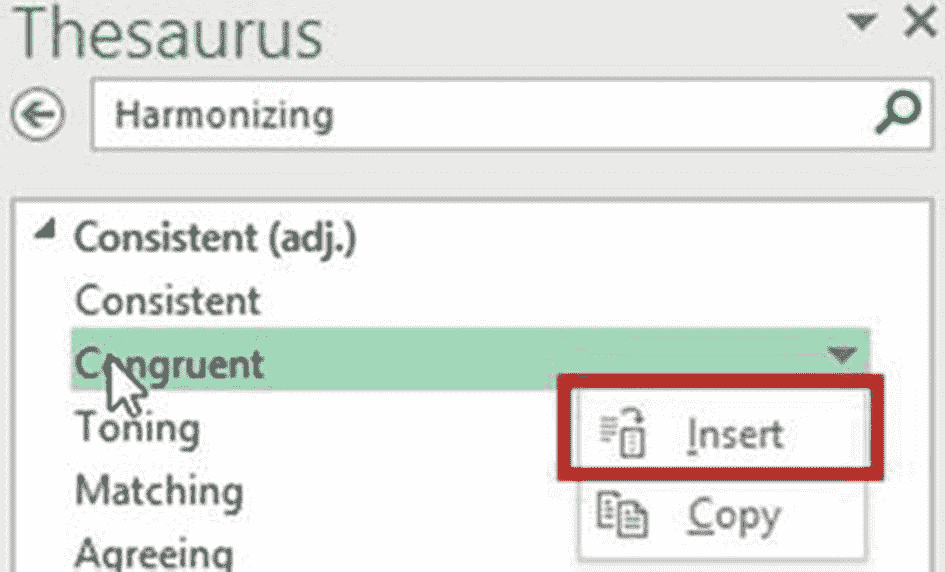 Thesaurus
Harmonizing
Consistent (adj.)
Consistent
Congruent
Toning
Insert
Matching
Copy
Agreeing